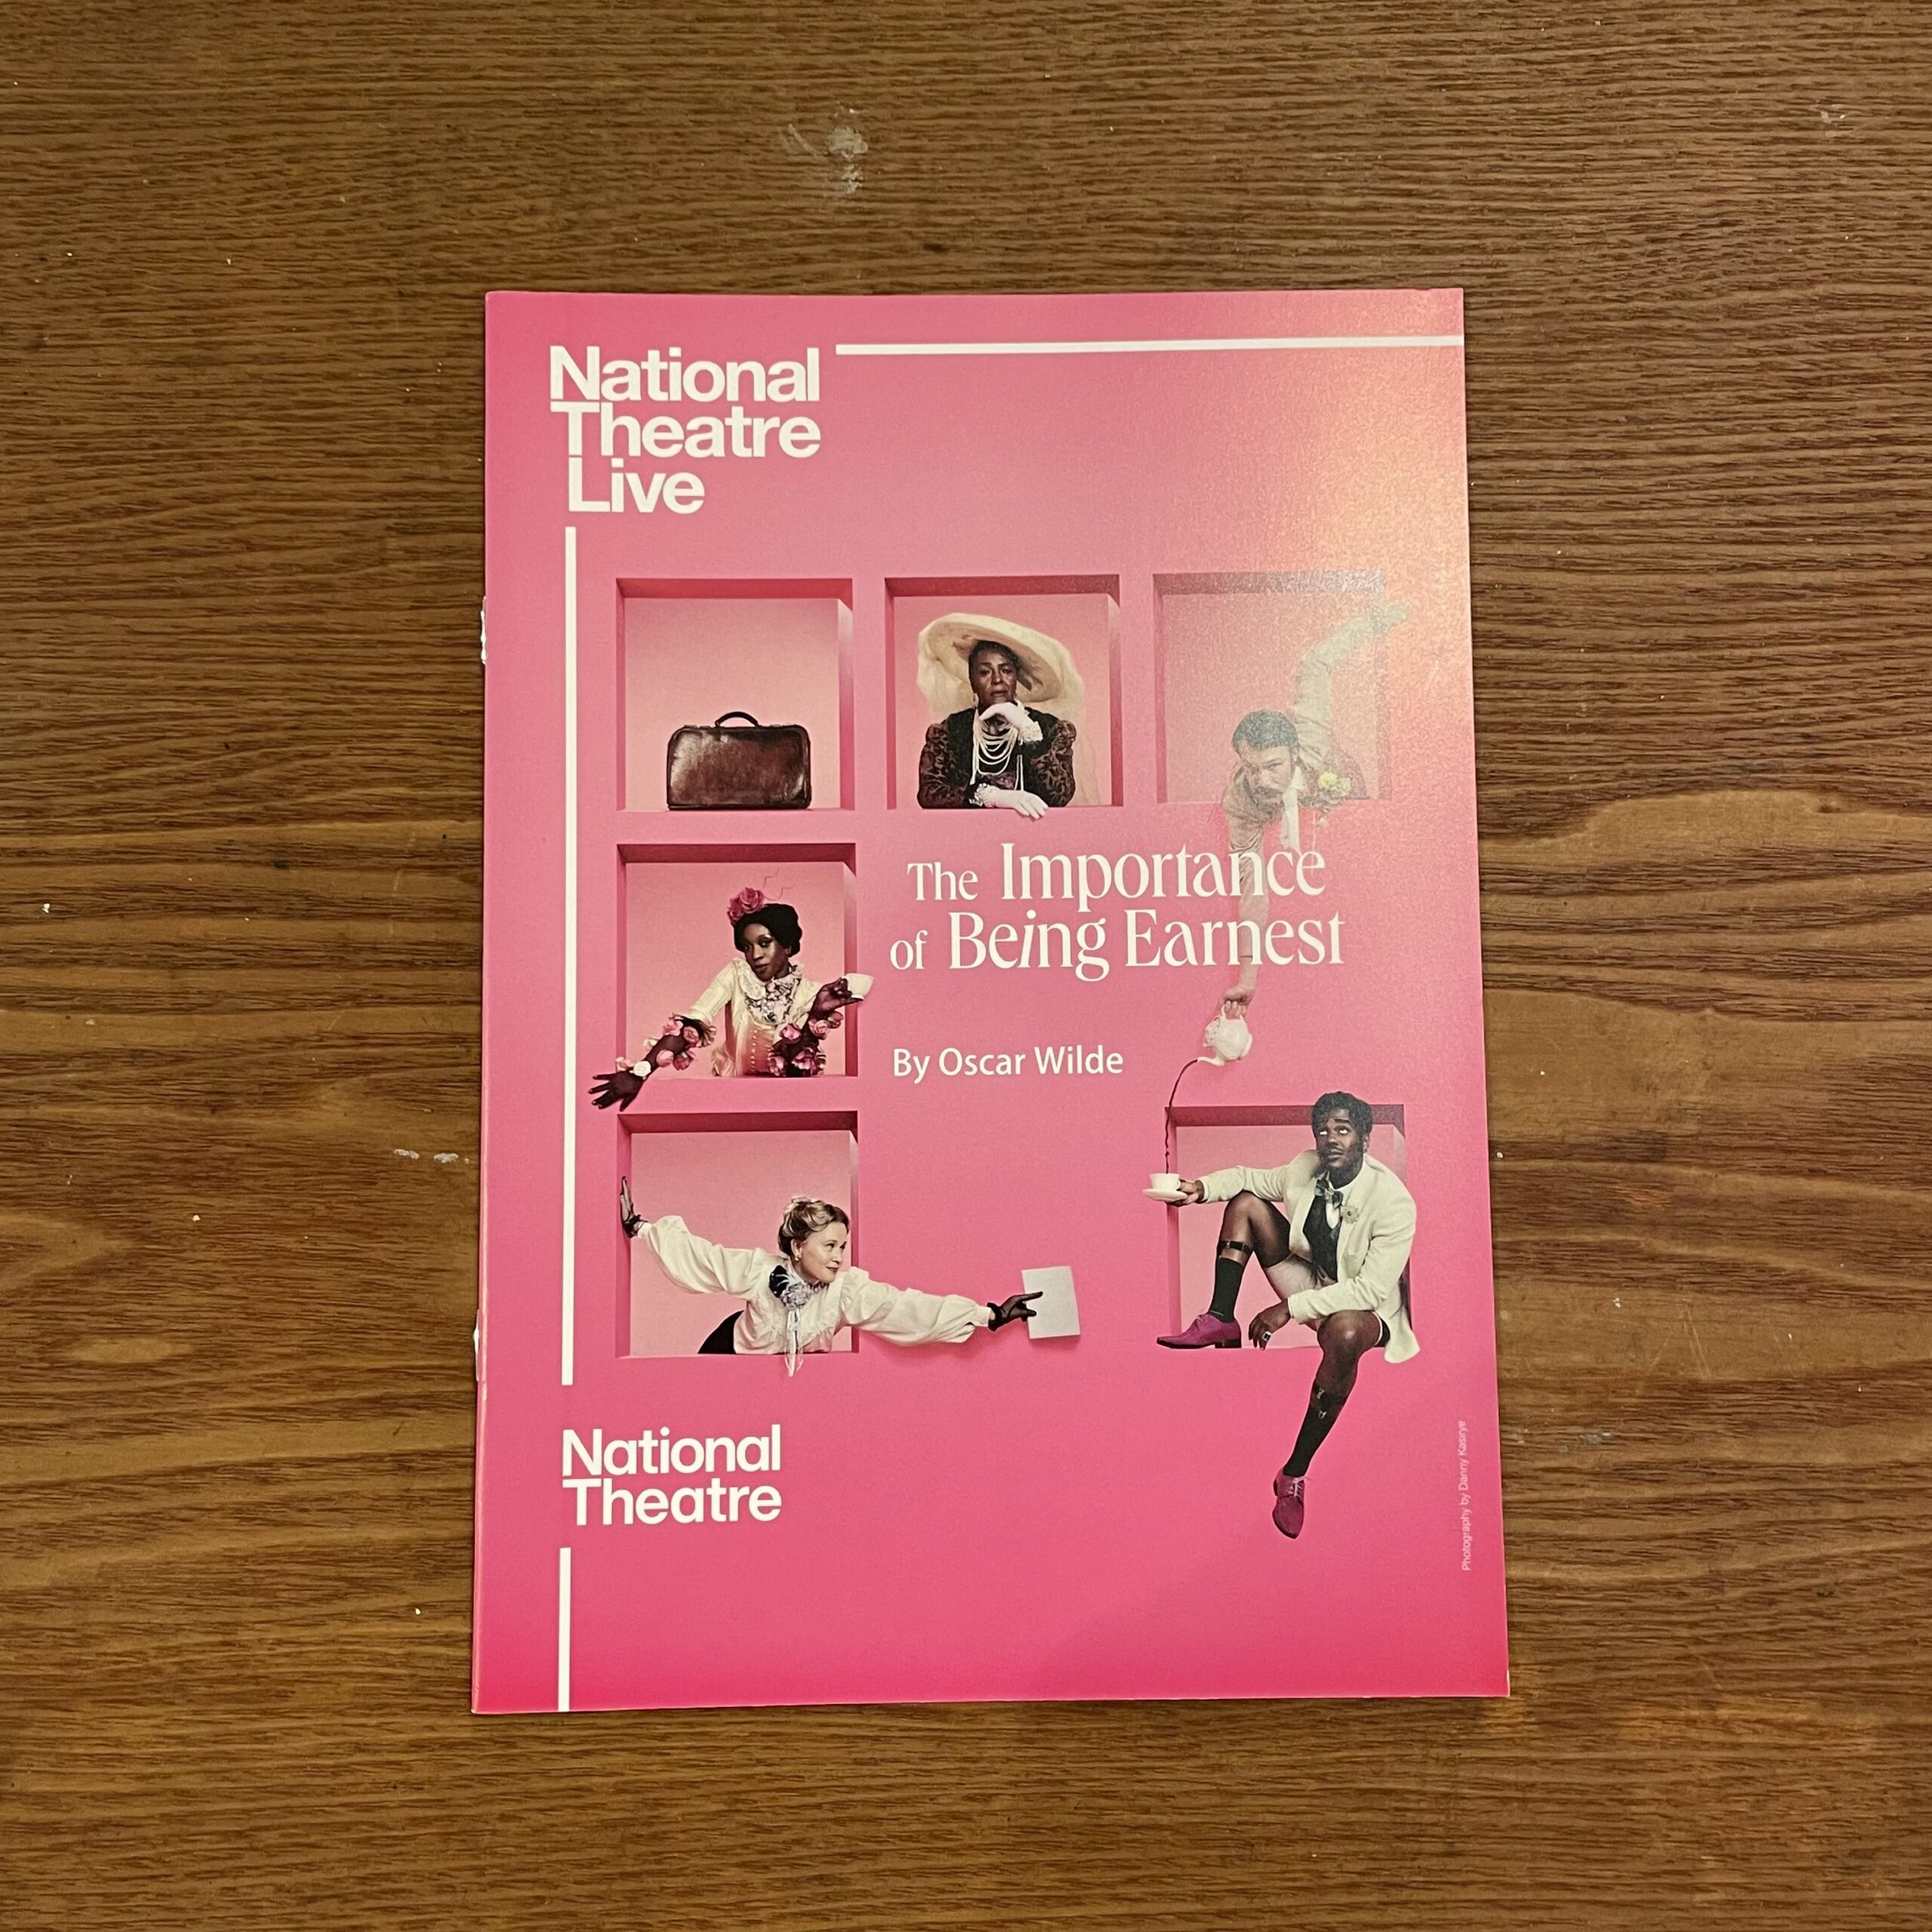 National
Theatre
Live
The Importance
of Being Earnest
By Oscar Wilde
National
Theatre
Photography by Danny Kasirye